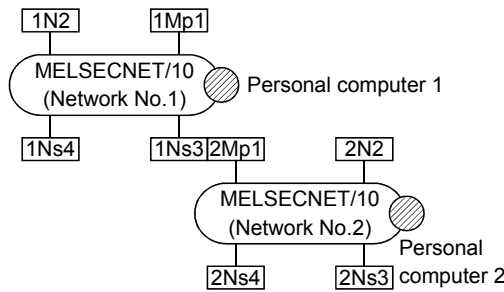 1N2 1Mp1
MELSECNET/10
(Network No.1)
Personal computer 1
1Ns4 1Ns3 2Mp1 2N2
MELSECNET/10
(Network No.2)
Personal
computer 2
2Ns4 2Ns3